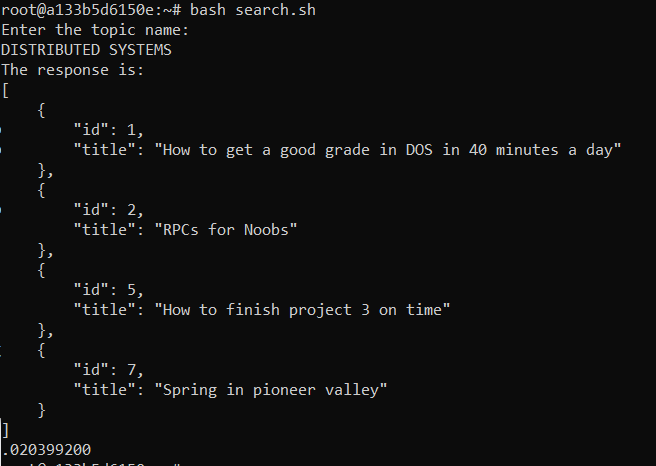 root@a133b5d6150e:~# bash search.sh
Enter the topic name:
DISTRIBUTED SYSTEMS
The response is:
[
    {
        "id": 1,
        "title": "How to get a good grade in DOS in 40 minutes a day"
    },
    {
        "id": 2,
        "title": "RPCs for Noobs"
    },
    {
        "id": 5,
        "title": "How to finish project 3 on time"
    },
    {
        "id": 7,
        "title": "Spring in pioneer valley"
    }
]
.020399200